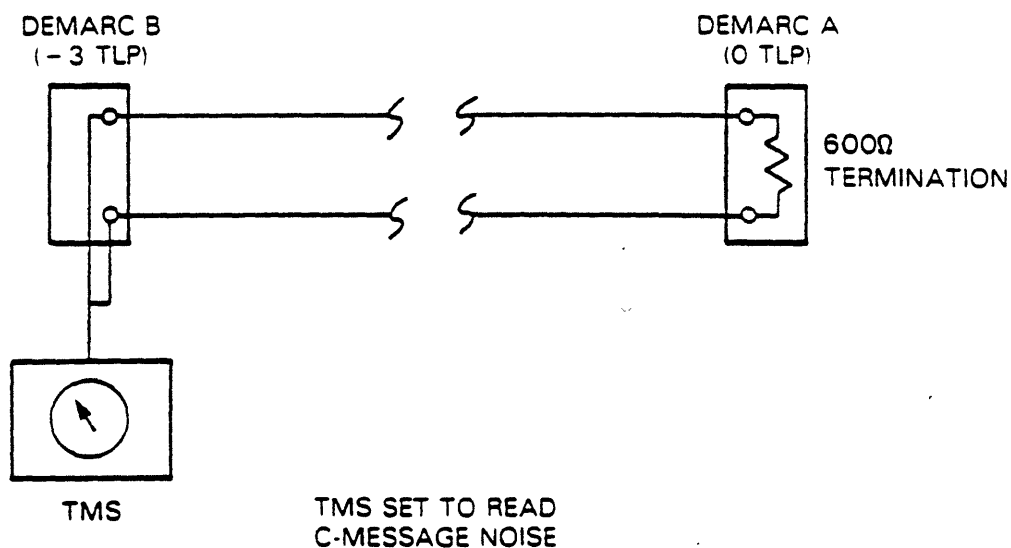 DEMARC B
(– 3 TLP)
DEMARC A
(0 TLP)
600Ω
TERMINATION
TMS
TMS SET TO READ
C-MESSAGE NOISE